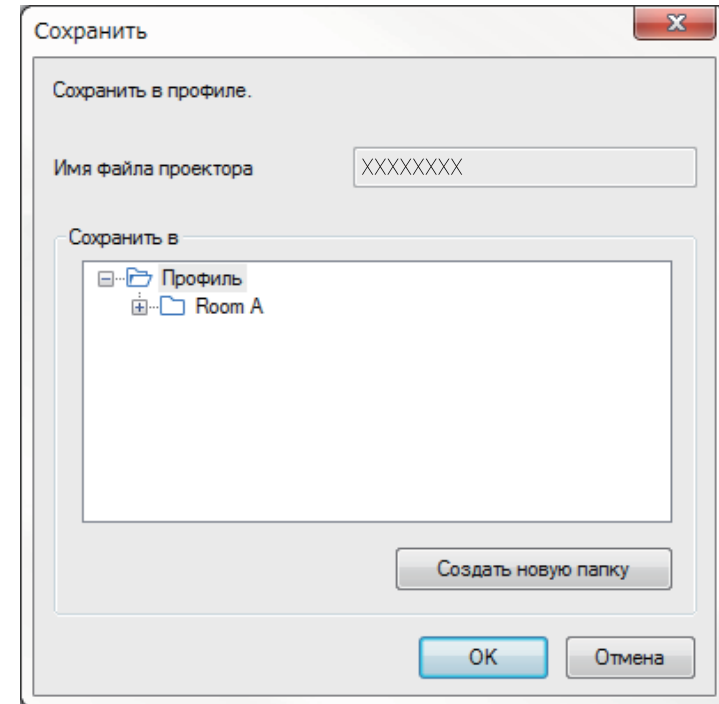 Сохранить
Сохранить в профиле.
Имя файла проектора XXXXXXXX
Сохранить в
Профиль
Room A
Создать новую папку
OK Отмена